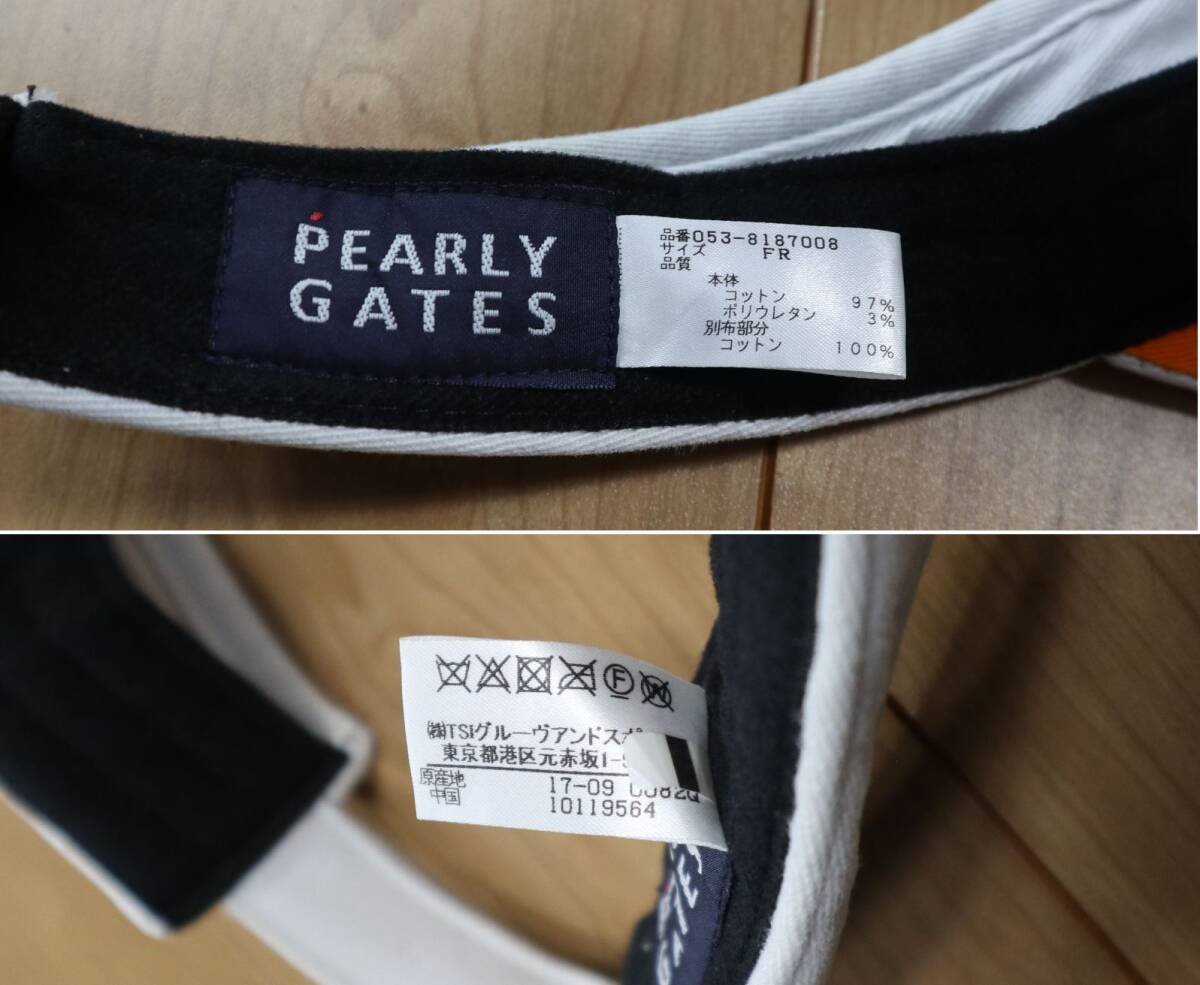 PEARLY
GATES
品番053-8187008
サイズ FR
品質
本体
コットン 97%
ポリウレタン 3%
別布部分
コットン 100%
F
W
㈱TSIグルーヴアンドスポ
東京都港区元赤坂1-
原産地
中国
17-09
10119564